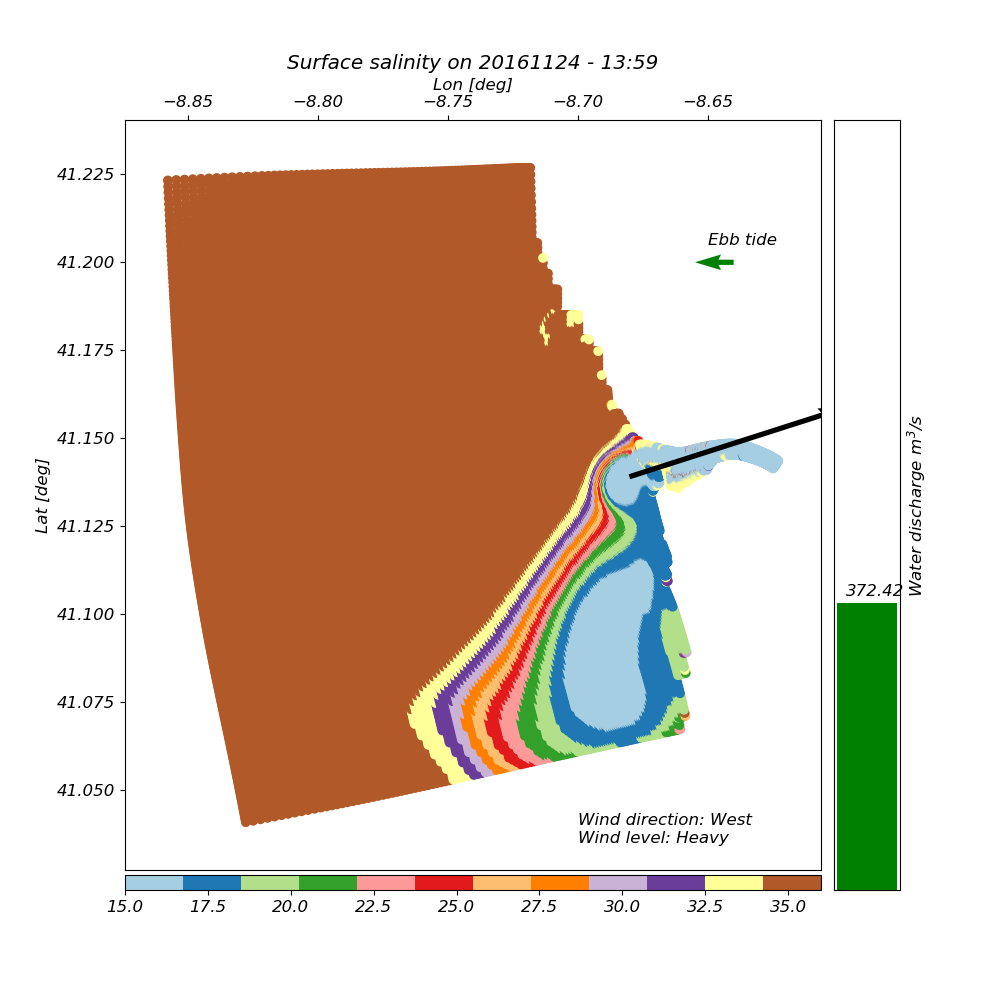 Surface salinity on 20161124 - 13:59
Lon [deg]
−8.85 −8.80 −8.75 −8.70 −8.65
41.225
41.200
41.175
41.150
41.125
41.100
41.075
41.050
Lat [deg]
Ebb tide
Wind direction: West
Wind level: Heavy
15.0 17.5 20.0 22.5 25.0 27.5 30.0 32.5 35.0
372.42
Water discharge m³/s